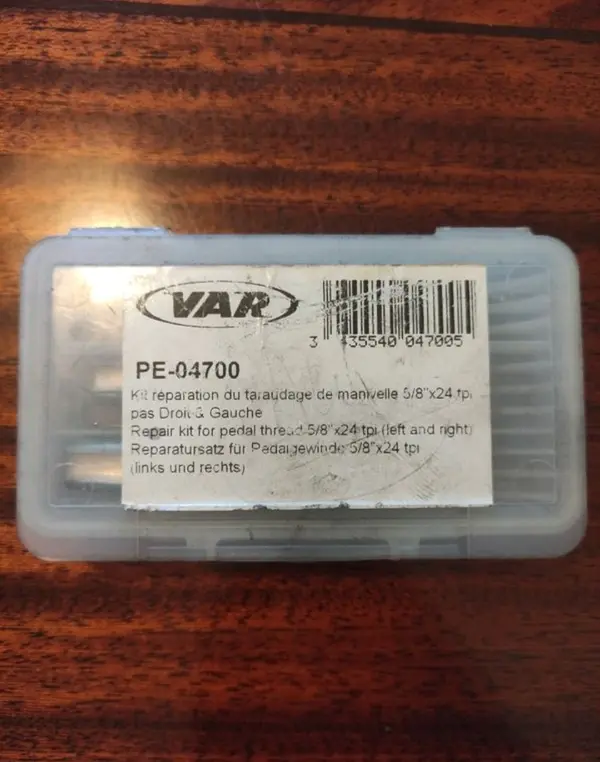 VAR
3 435540 047005
PE-04700
Kit réparation du taraudage de manivelle 5/8"x24 tpi
pas Droit & Gauche
Repair kit for pedal thread 5/8"x24 tpi (left and right)
Reparatursatz für Pedalgewinde 5/8"x24 tpi
(links und rechts)